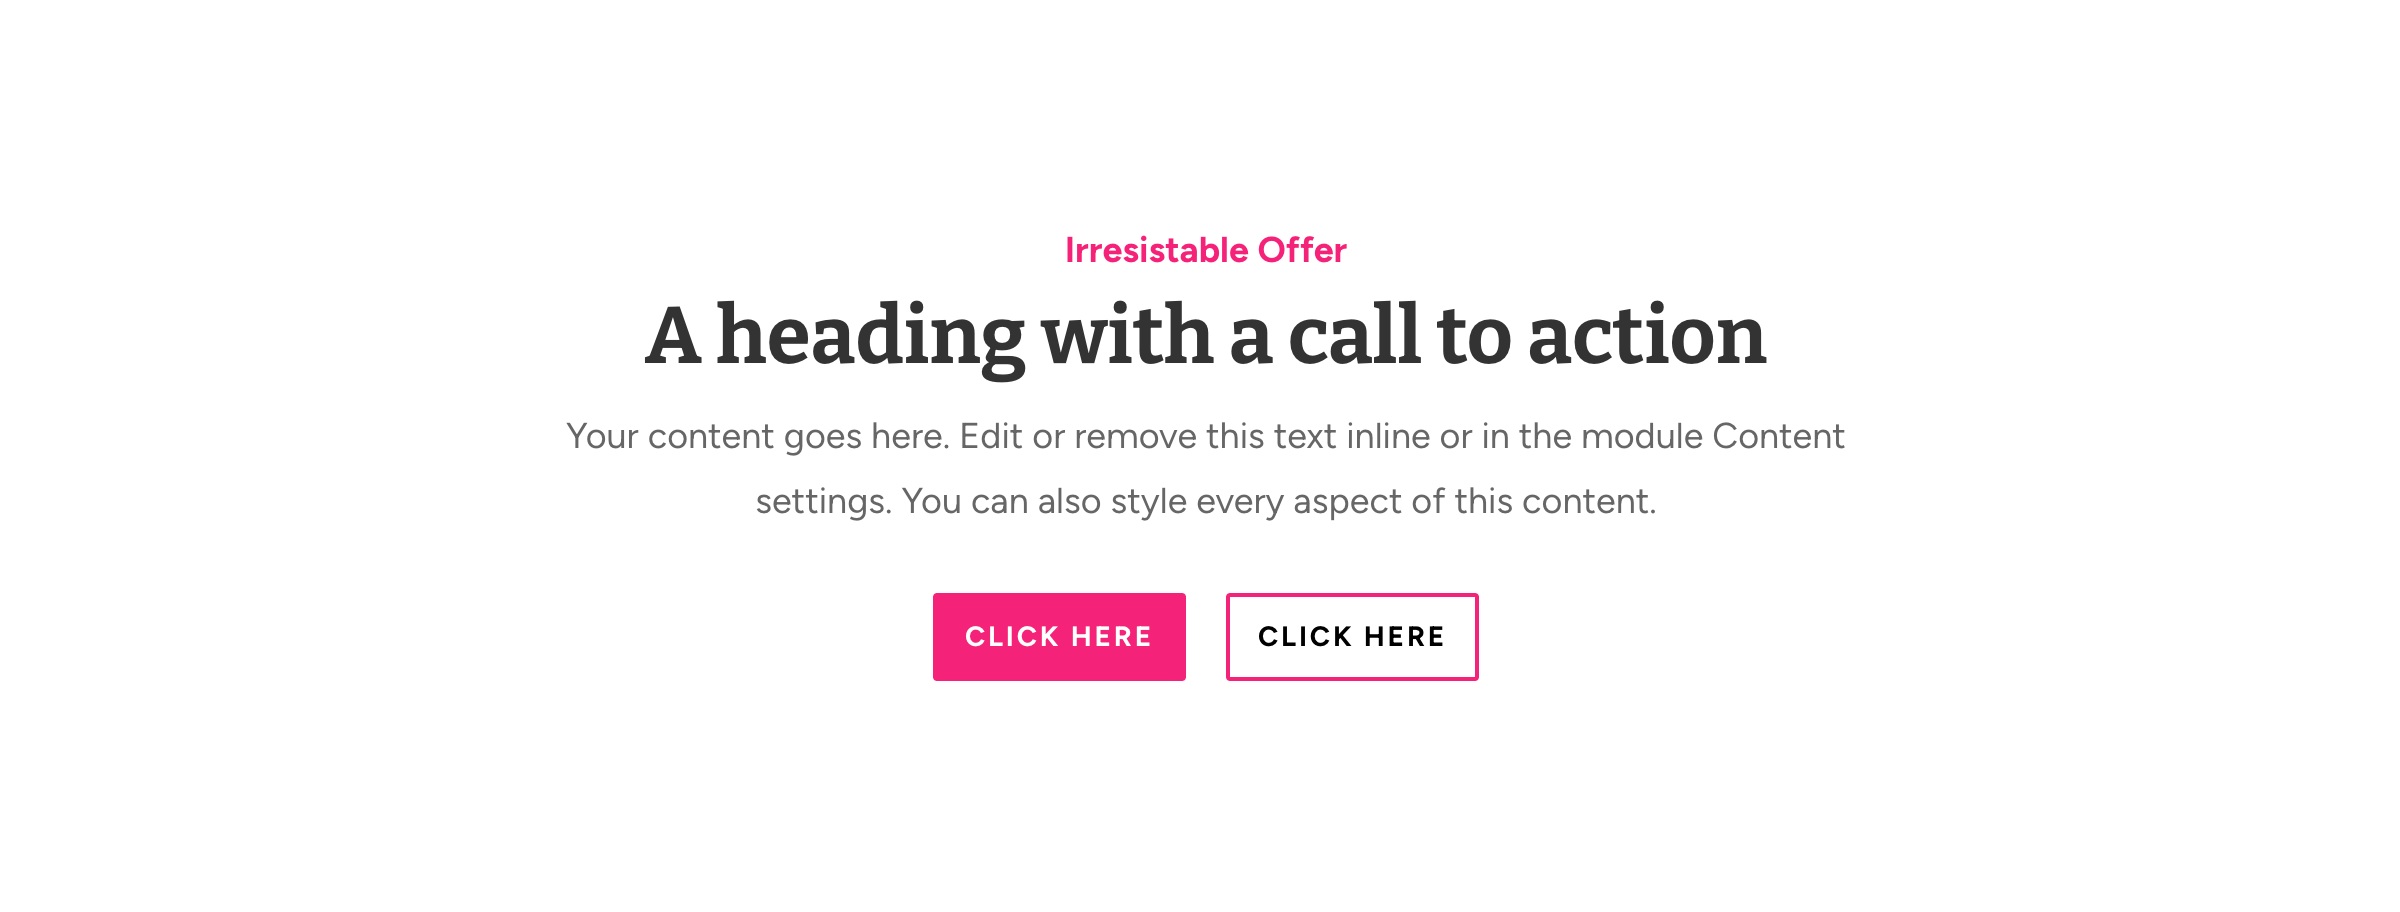 Irresistable Offer
A heading with a call to action
Your content goes here. Edit or remove this text inline or in the module Content
settings. You can also style every aspect of this content.
CLICK HERE
CLICK HERE